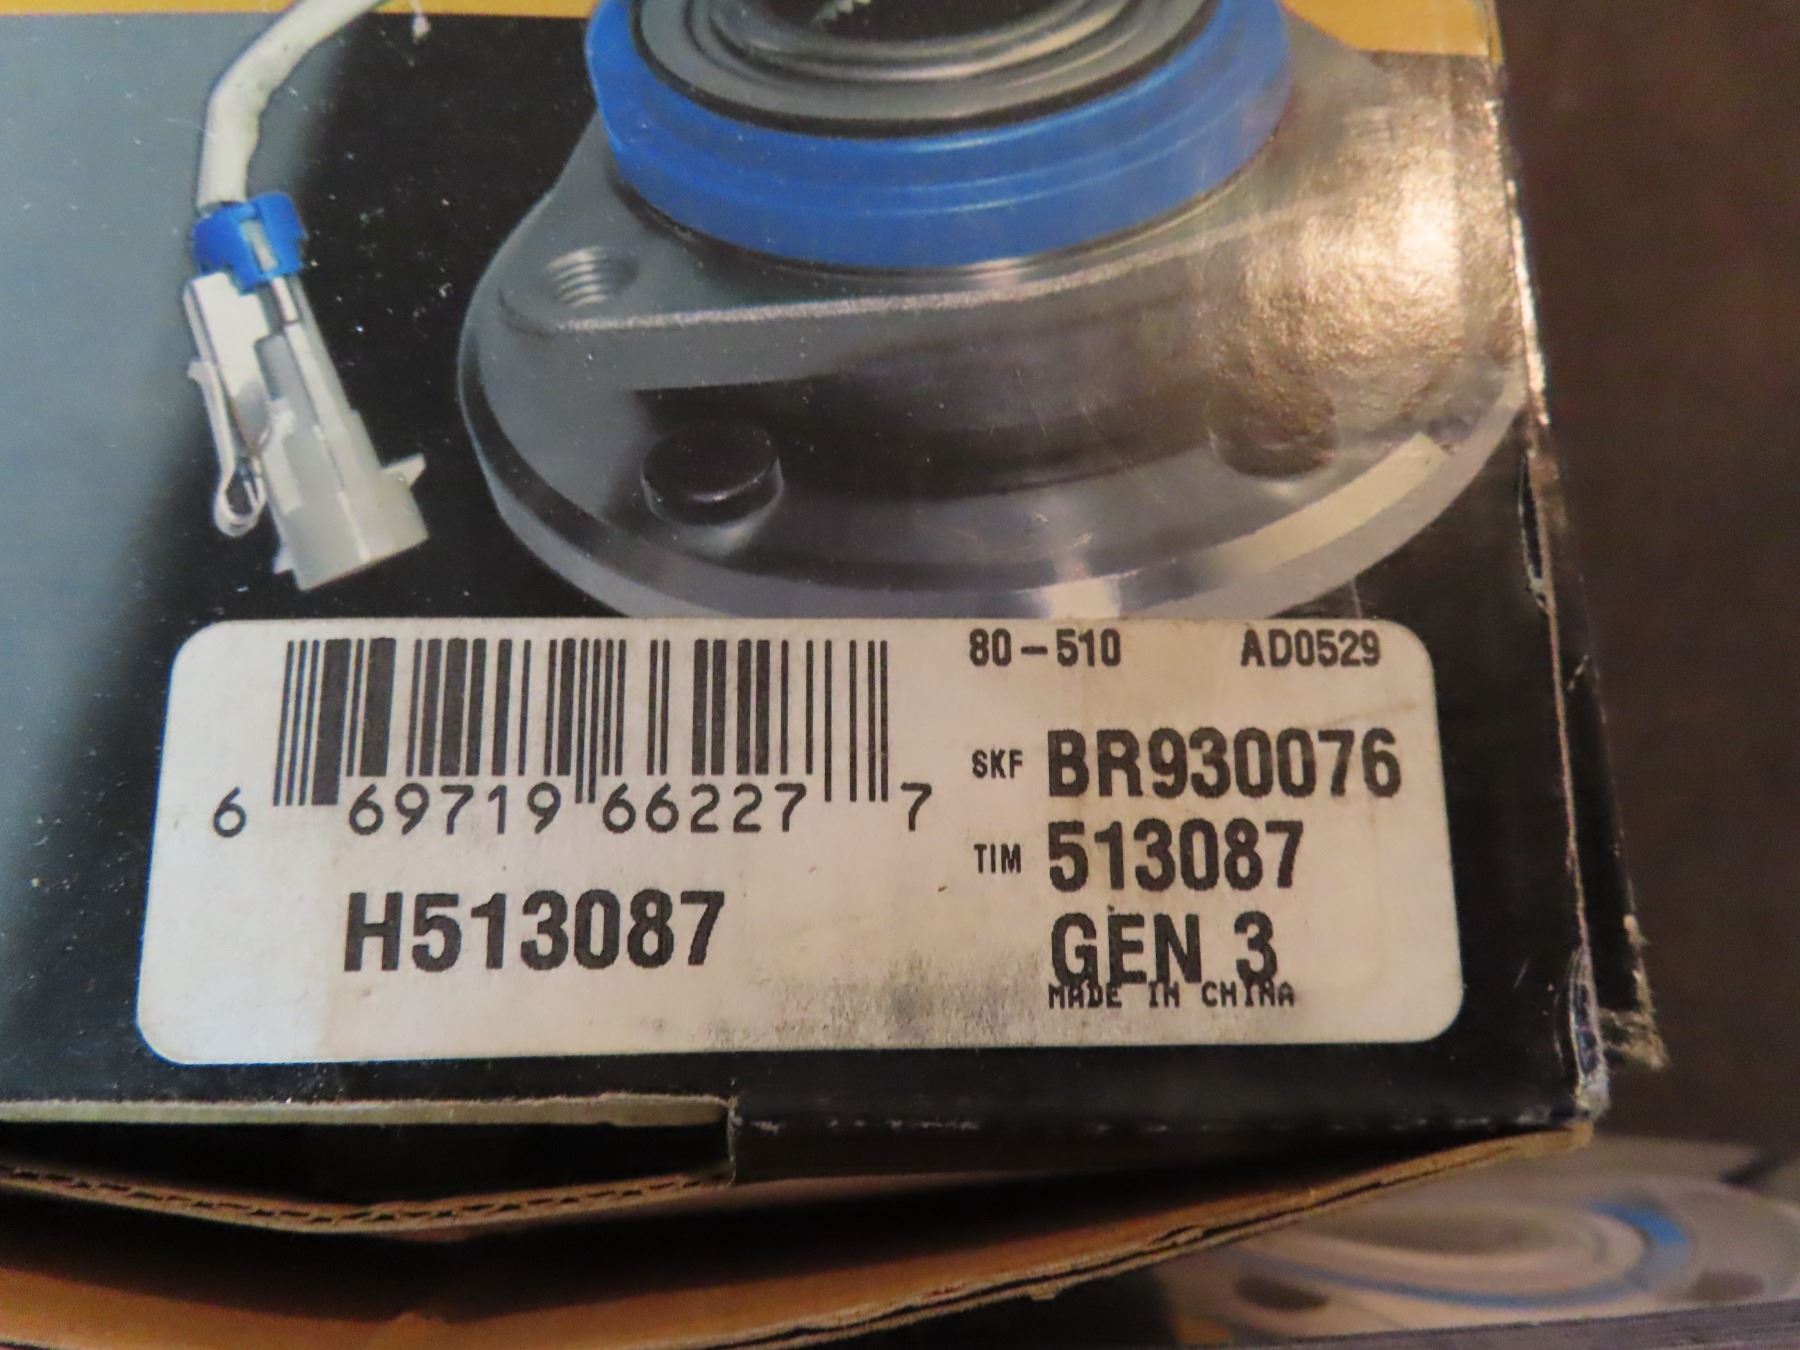 80-510 AD0529
SKF BR930076
6 69719 66227 7
TIM 513087
H513087
GEN 3
MADE IN CHINA